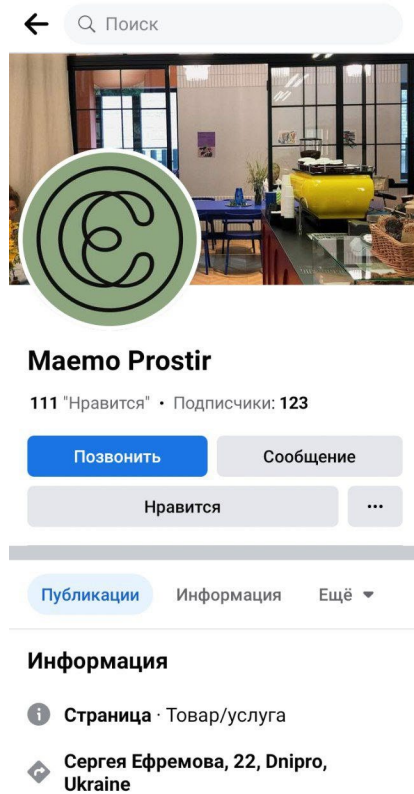 Поиск
Maemo Prostir
111 "Нравится" • Подписчики: 123
Позвонить
Сообщение
Нравится
Публикации
Информация
Ещё
Информация
Страница · Товар/услуга
Сергея Ефремова, 22, Dnipro,
Ukraine